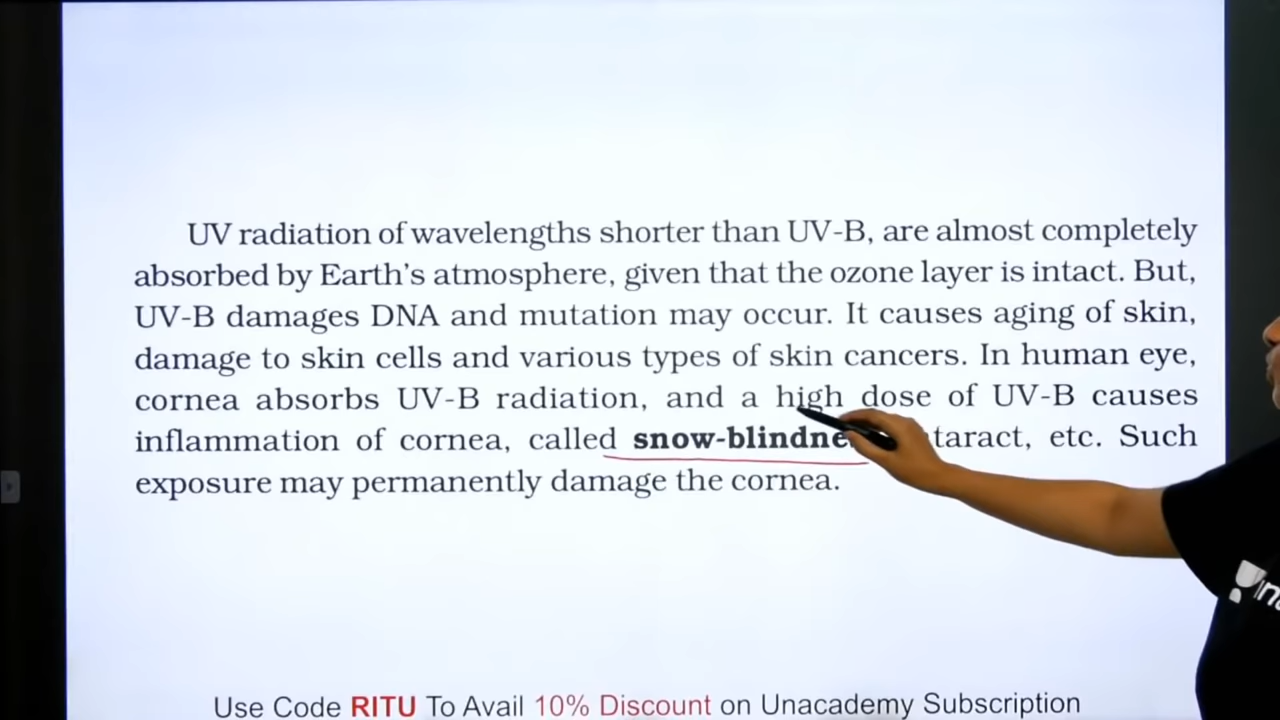 UV radiation of wavelengths shorter than UV-B, are almost completely
absorbed by Earth's atmosphere, given that the ozone layer is intact. But,
UV-B damages DNA and mutation may occur. It causes aging of skin,
damage to skin cells and various types of skin cancers. In human eye,
cornea absorbs UV-B radiation, and a high dose of UV-B causes
inflammation of cornea, called snow-blindne taract, etc. Such
exposure may permanently damage the cornea.
Use Code RITU To Avail 10% Discount on Unacademy Subscription